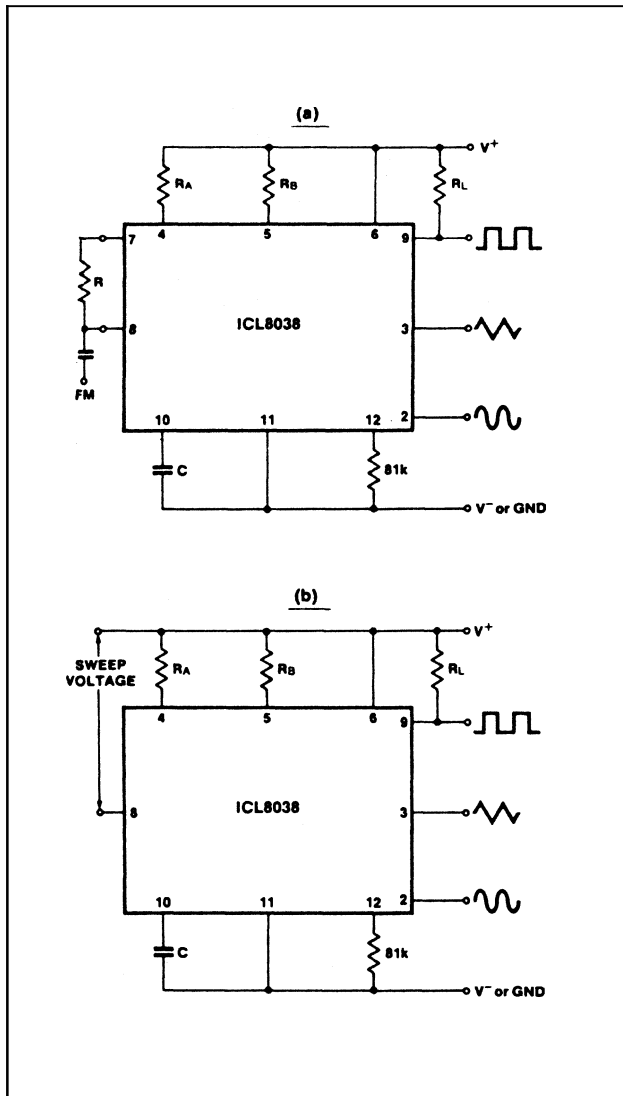 (a)
V+
RA
RB
RL
7
4
5
6
9
R
ICL8038
8
3
FM
10
11
12
2
C
81k
V− or GND
(b)
V+
SWEEP
VOLTAGE
RA
RB
RL
4
5
6
9
8
ICL8038
3
10
11
12
2
C
81k
V− or GND